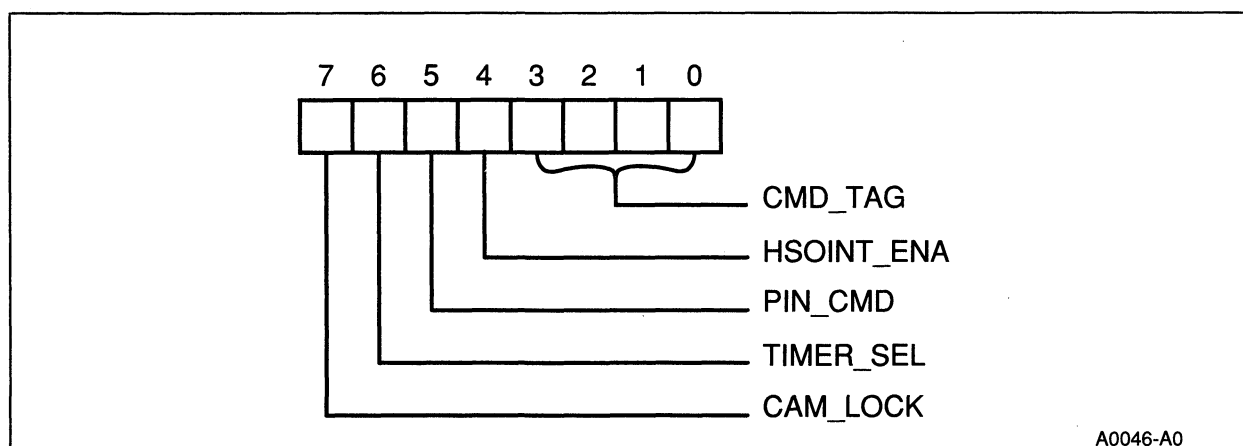 7 6 5 4 3 2 1 0
CMD_TAG
HSOINT_ENA
PIN_CMD
TIMER_SEL
CAM_LOCK
A0046-A0